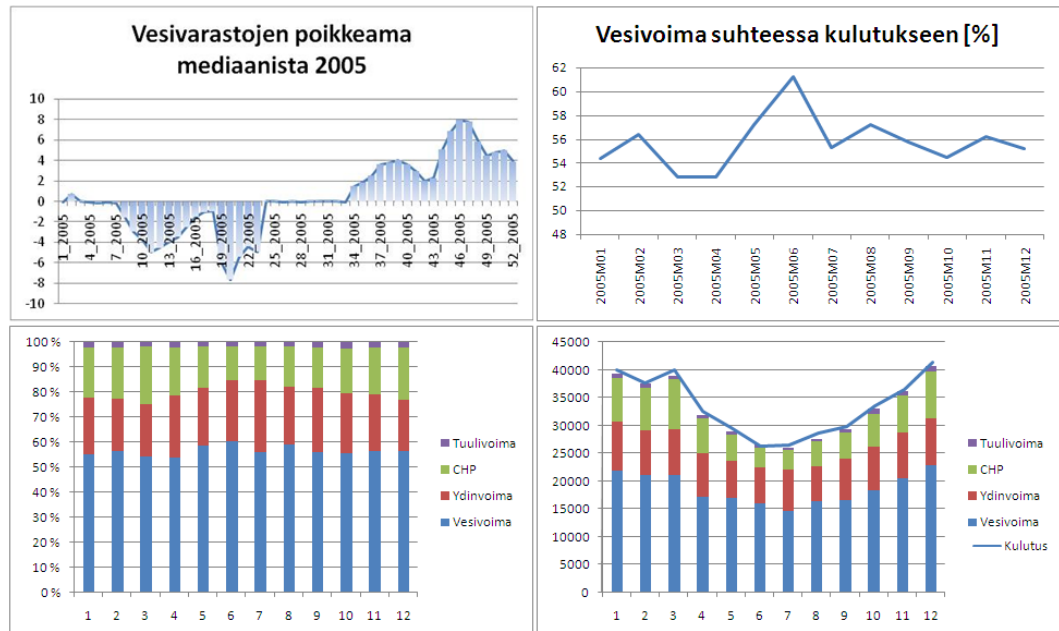 Vesivarastojen poikkeama
mediaanista 2005
10
8
6
4
2
0
-2
-4
-6
-8
-10
1_2005
4_2005
7_2005
10_2005
13_2005
16_2005
19_2005
22_2005
25_2005
28_2005
31_2005
34_2005
37_2005
40_2005
43_2005
46_2005
49_2005
52_2005
Vesivoima suhteessa kulutukseen [%]
62
60
58
56
54
52
50
48
2005M01
2005M02
2005M03
2005M04
2005M05
2005M06
2005M07
2005M08
2005M09
2005M10
2005M11
2005M12
100 %
90 %
80 %
70 %
60 %
50 %
40 %
30 %
20 %
10 %
0 %
1 2 3 4 5 6 7 8 9 10 11 12
Tuulivoima
CHP
Ydinvoima
Vesivoima
45000
40000
35000
30000
25000
20000
15000
10000
5000
0
1 2 3 4 5 6 7 8 9 10 11 12
Tuulivoima
CHP
Ydinvoima
Vesivoima
Kulutus